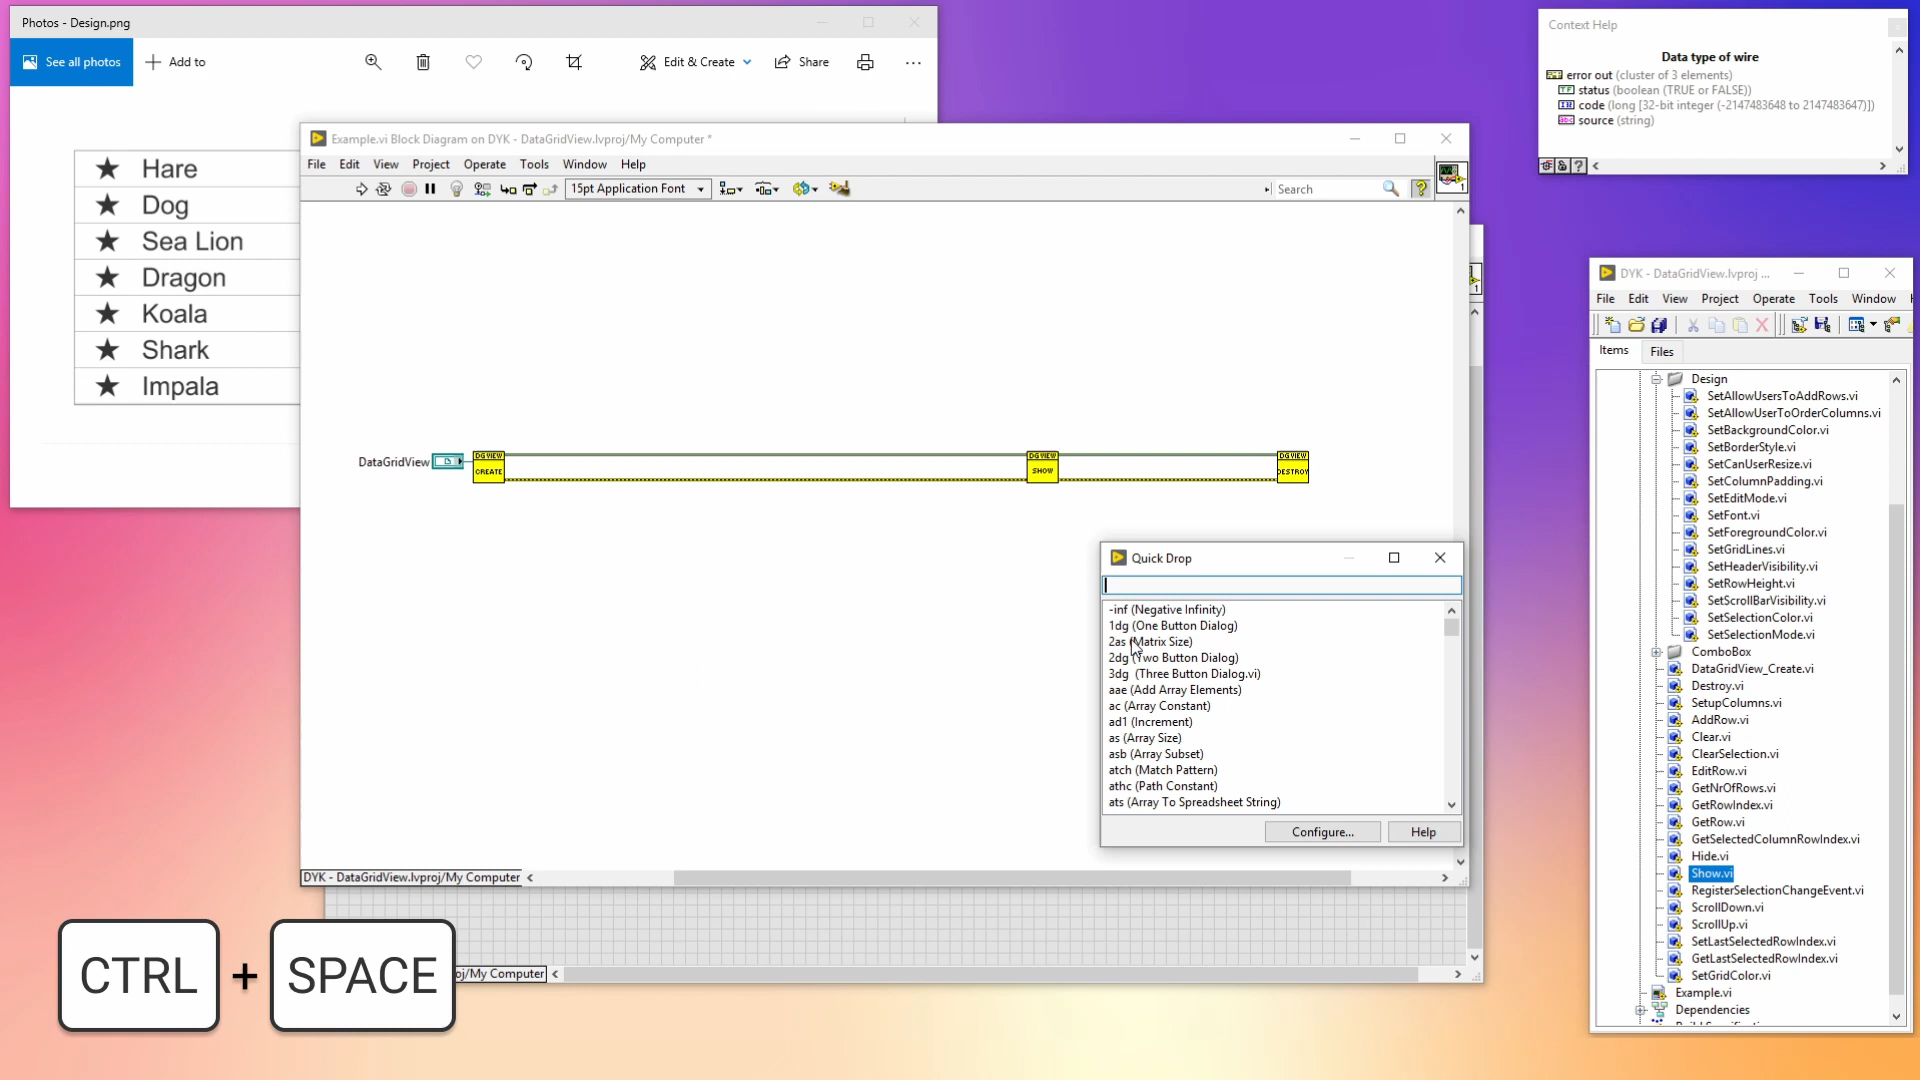 Photos - Design.png
See all photos
Add to
Edit & Create
Share
★ Hare
★ Dog
★ Sea Lion
★ Dragon
★ Koala
★ Shark
★ Impala
Example.vi Block Diagram on DYK - DataGridView.lvproj/My Computer *
File Edit View Project Operate Tools Window Help
15pt Application Font
Search
DataGridView
DG VIEW
CREATE
DG VIEW
SHOW
DG VIEW
DESTROY
Quick Drop
-inf (Negative Infinity)
1dg (One Button Dialog)
2as (Matrix Size)
2dg (Two Button Dialog)
3dg (Three Button Dialog.vi)
aae (Add Array Elements)
ac (Array Constant)
ad1 (Increment)
as (Array Size)
asb (Array Subset)
atch (Match Pattern)
athc (Path Constant)
ats (Array To Spreadsheet String)
Configure...
Help
DYK - DataGridView.lvproj/My Computer
oj/My Computer
CTRL + SPACE
Context Help
Data type of wire
error out (cluster of 3 elements)
status (boolean (TRUE or FALSE))
code (long [32-bit integer (-2147483648 to 2147483647)])
source (string)
DYK - DataGridView.lvproj ...
File Edit View Project Operate Tools Window
Items Files
Design
SetAllowUsersToAddRows.vi
SetAllowUserToOrderColumns.vi
SetBackgroundColor.vi
SetBorderStyle.vi
SetCanUserResize.vi
SetColumnPadding.vi
SetEditMode.vi
SetFont.vi
SetForegroundColor.vi
SetGridLines.vi
SetHeaderVisibility.vi
SetRowHeight.vi
SetScrollBarVisibility.vi
SetSelectionColor.vi
SetSelectionMode.vi
ComboBox
DataGridView_Create.vi
Destroy.vi
SetupColumns.vi
AddRow.vi
Clear.vi
ClearSelection.vi
EditRow.vi
GetNrOfRows.vi
GetRowIndex.vi
GetRow.vi
GetSelectedColumnRowIndex.vi
Hide.vi
Show.vi
RegisterSelectionChangeEvent.vi
ScrollDown.vi
ScrollUp.vi
SetLastSelectedRowIndex.vi
GetLastSelectedRowIndex.vi
SetGridColor.vi
Example.vi
Dependencies